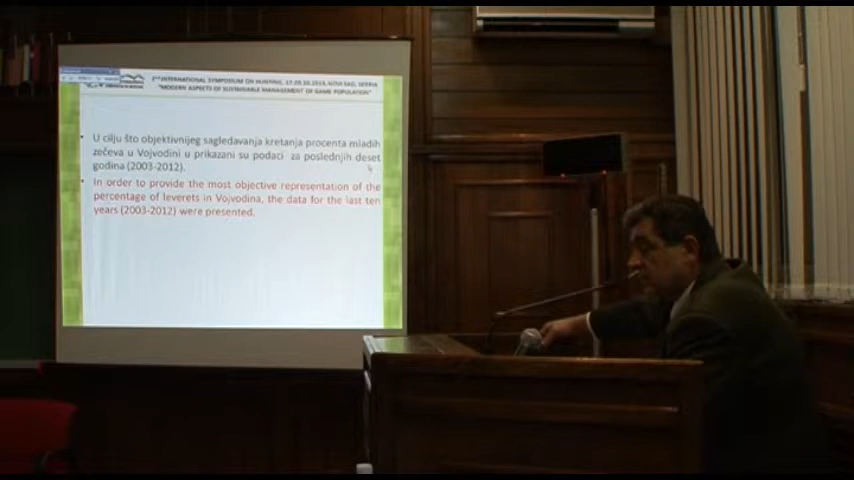 2ND INTERNATIONAL SYMPOSIUM ON HUNTING, 17-20.10.2013, NOVI SAD, SERBIA
"MODERN ASPECTS OF SUSTAINABLE MANAGEMENT OF GAME POPULATION"
U cilju što objektivnijeg sagledavanja kretanja procenta mladih
zečeva u Vojvodini u prikazani su podaci za poslednjih deset
godina (2003-2012).
In order to provide the most objective representation of the
percentage of leverets in Vojvodina, the data for the last ten
years (2003-2012) were presented.